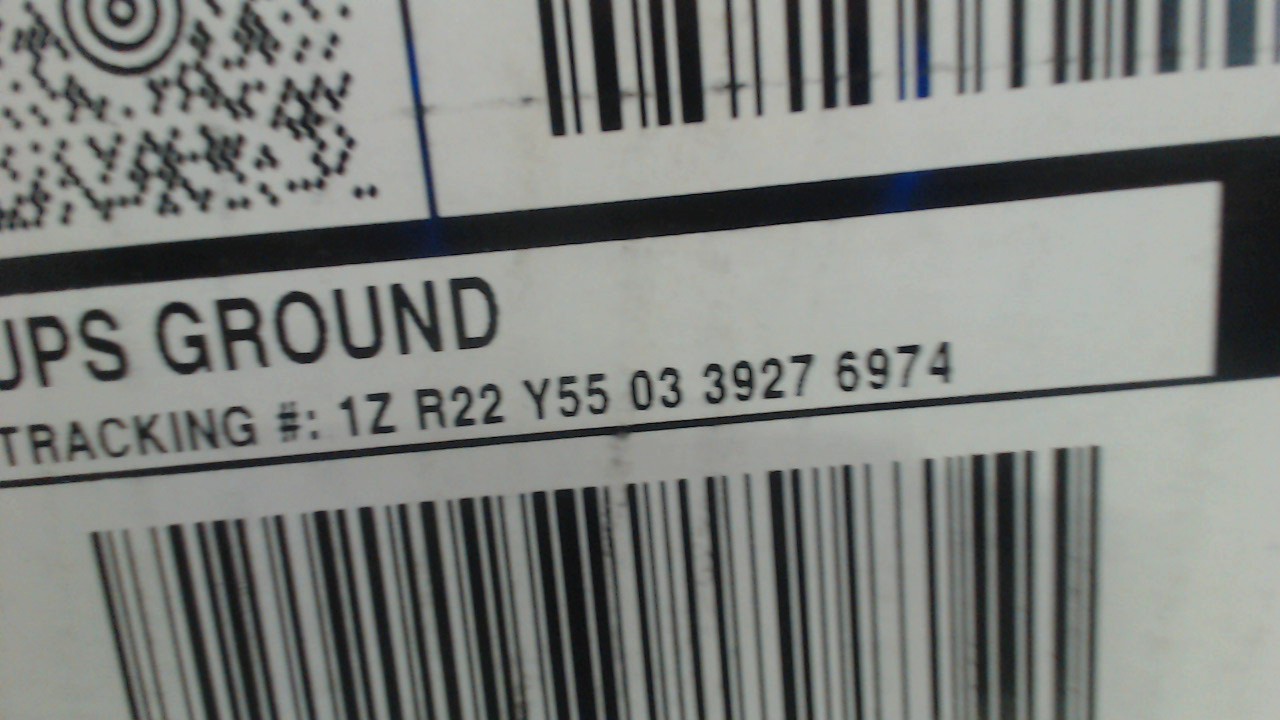 UPS GROUND
TRACKING #: 1Z R22 Y55 03 3927 6974